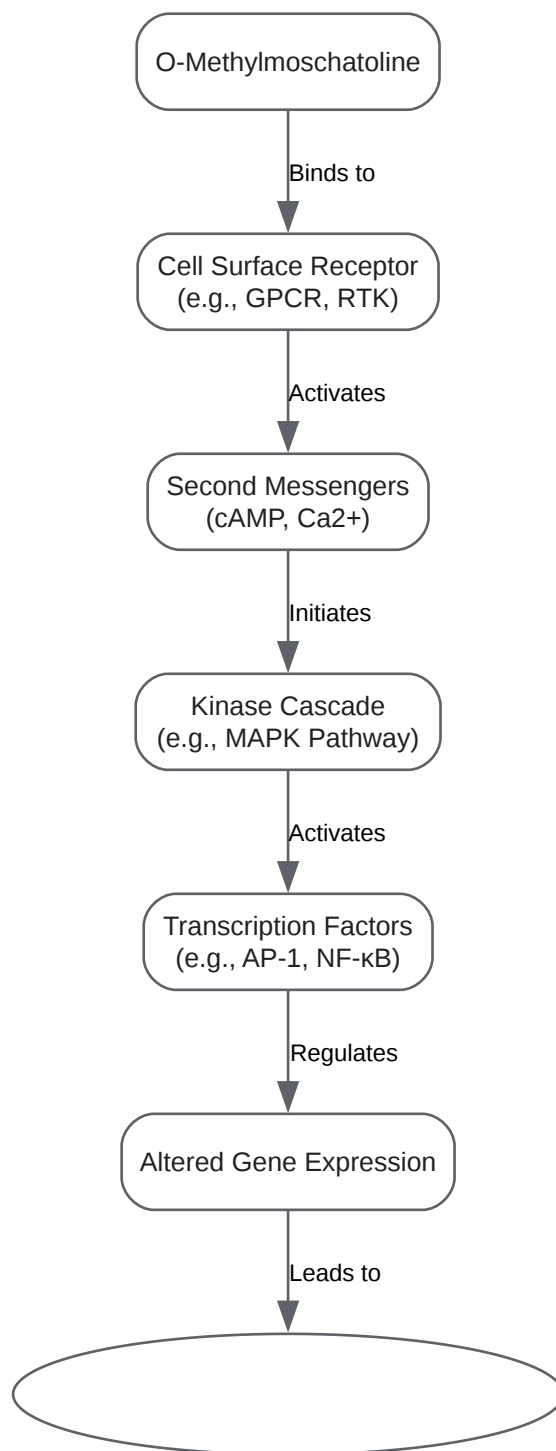 O-Methylmoschatoline
Binds to
Cell Surface Receptor
(e.g., GPCR, RTK)
Activates
Second Messengers
(cAMP, Ca2+)
Initiates
Kinase Cascade
(e.g., MAPK Pathway)
Activates
Transcription Factors
(e.g., AP-1, NF-κB)
Regulates
Altered Gene Expression
Leads to